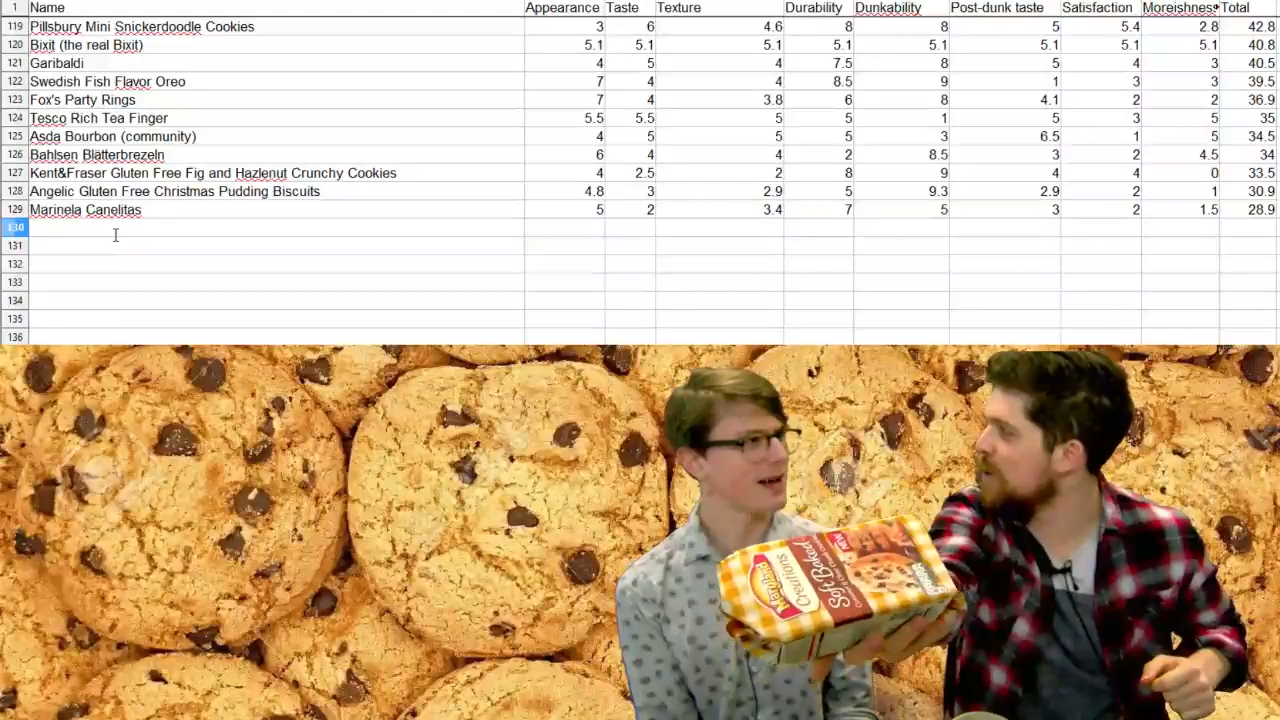 1 Name Appearance Taste Texture Durability Dunkability Post-dunk taste Satisfaction Moreishness Total
119 Pillsbury Mini Snickerdoodle Cookies 3 6 4.6 8 8 5 5.4 2.8 42.8
120 Bixit (the real Bixit) 5.1 5.1 5.1 5.1 5.1 5.1 5.1 5.1 40.8
121 Garibaldi 4 5 4 7.5 8 5 4 3 40.5
122 Swedish Fish Flavor Oreo 7 4 4 8.5 9 1 3 3 39.5
123 Fox's Party Rings 7 4 3.8 6 8 4.1 2 2 36.9
124 Tesco Rich Tea Finger 5.5 5.5 5 5 1 5 3 5 35
125 Asda Bourbon (community) 4 5 5 5 3 6.5 1 5 34.5
126 Bahlsen Blätterbrezeln 6 4 4 2 8.5 3 2 4.5 34
127 Kent&Fraser Gluten Free Fig and Hazlenut Crunchy Cookies 4 2.5 2 8 9 4 4 0 33.5
128 Angelic Gluten Free Christmas Pudding Biscuits 4.8 3 2.9 5 9.3 2.9 2 1 30.9
129 Marinela Canelitas 5 2 3.4 7 5 3 2 1.5 28.9
130
131
132
133
134
135
136
Maryland
Creations
Soft Baked
NEW